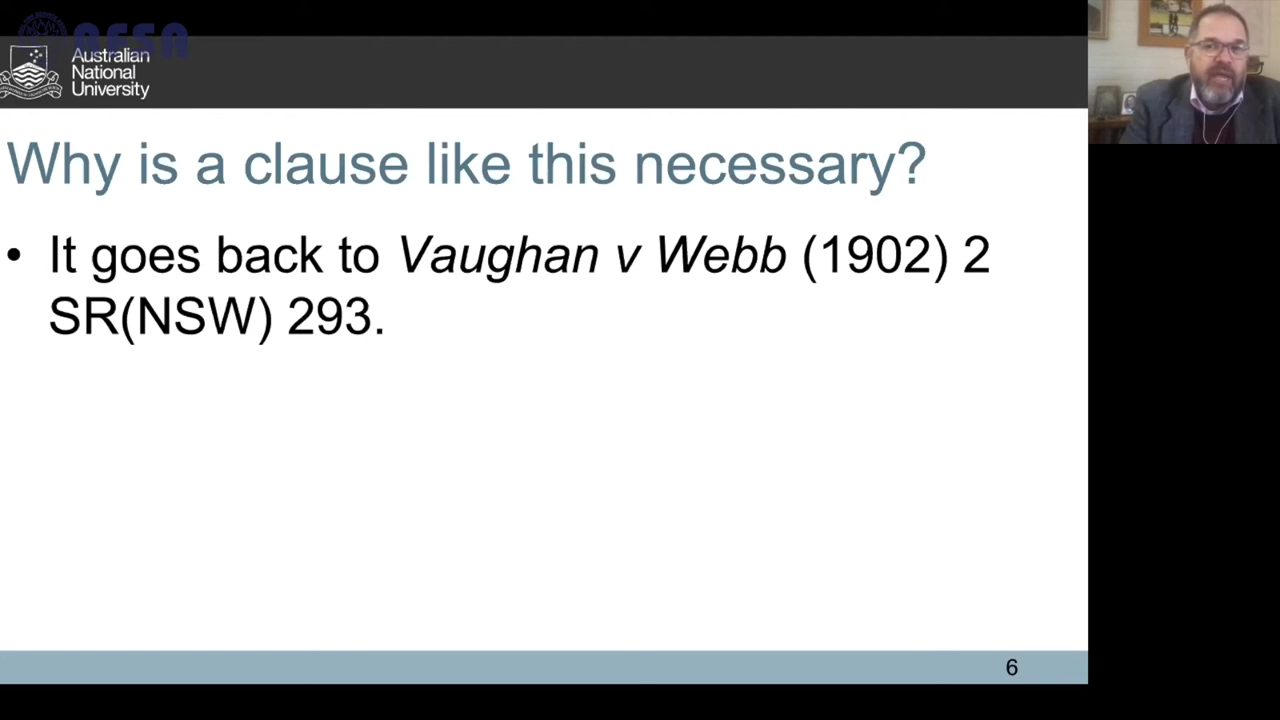 AFSA
Australian
National
University
Why is a clause like this necessary?
• It goes back to Vaughan v Webb (1902) 2
SR(NSW) 293.
6